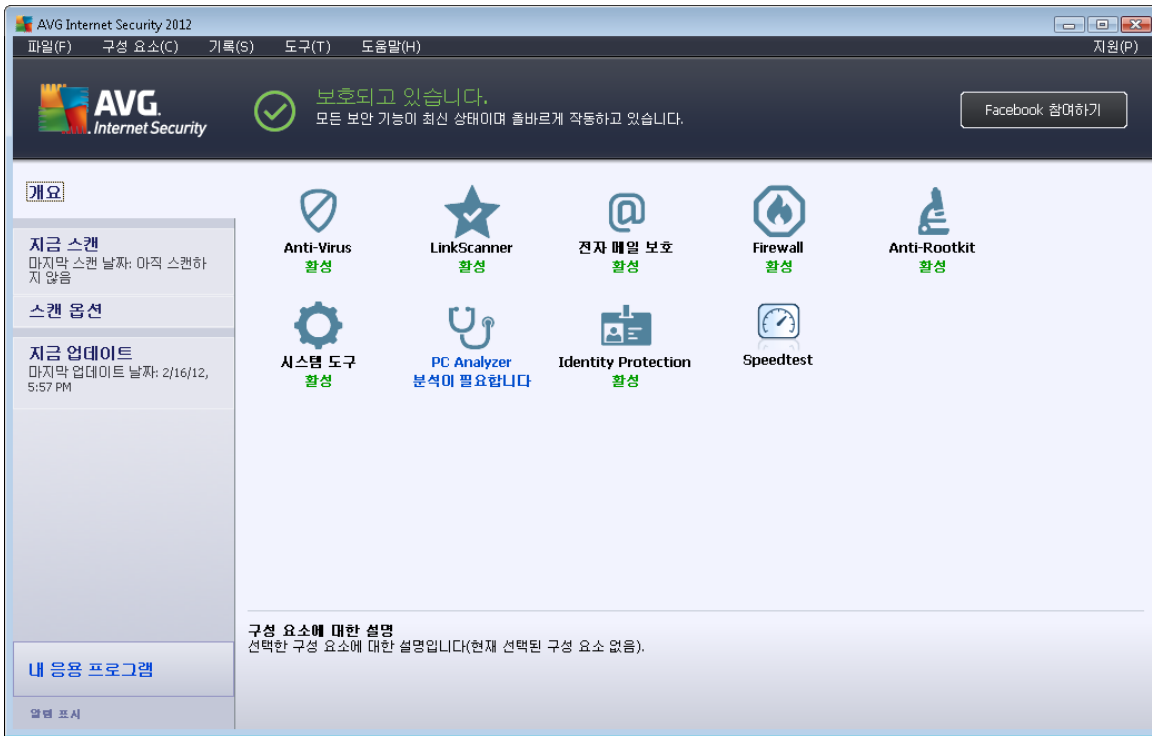 AVG Internet Security 2012
파일(F) 구성 요소(C) 기록(S) 도구(T) 도움말(H) 지원(P)
AVG.
Internet Security
보호되고 있습니다.
모든 보안 기능이 최신 상태이며 올바르게 작동하고 있습니다.
Facebook 참여하기
개요
지금 스캔
마지막 스캔 날짜: 아직 스캔하
지 않음
스캔 옵션
지금 업데이트
마지막 업데이트 날짜: 2/16/12,
5:57 PM
Anti-Virus
활성
LinkScanner
활성
전자 메일 보호
활성
Firewall
활성
Anti-Rootkit
활성
시스템 도구
활성
PC Analyzer
분석이 필요합니다
Identity Protection
활성
Speedtest
구성 요소에 대한 설명
선택한 구성 요소에 대한 설명입니다(현재 선택된 구성 요소 없음).
내 응용 프로그램
알림 표시